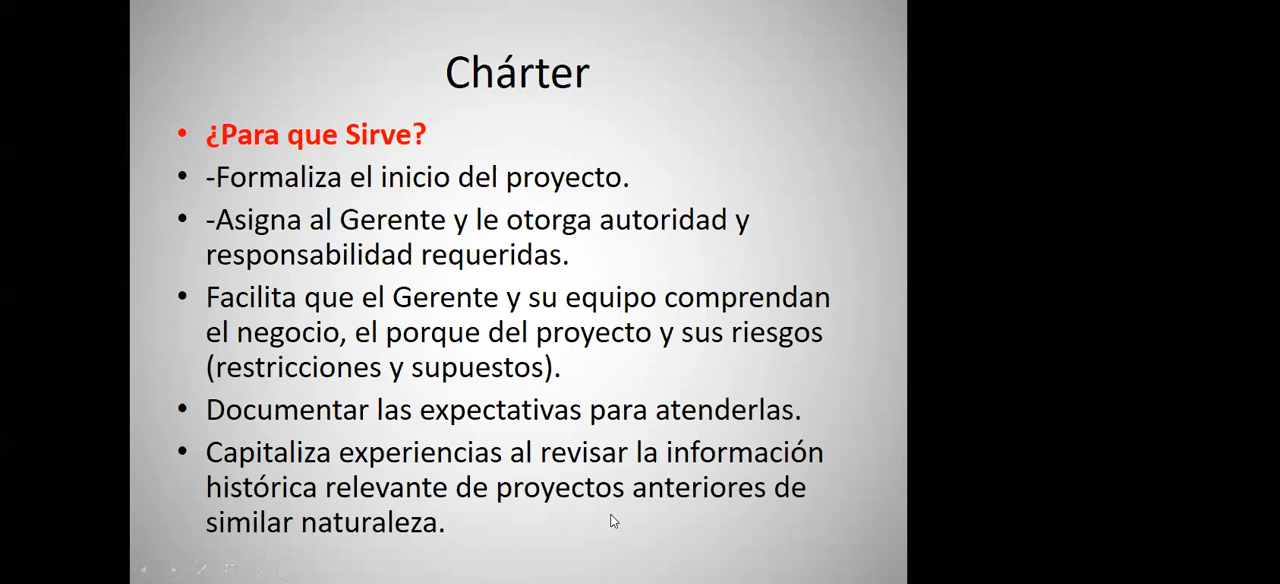 Chárter
• ¿Para que Sirve?
• -Formaliza el inicio del proyecto.
• -Asigna al Gerente y le otorga autoridad y
responsabilidad requeridas.
• Facilita que el Gerente y su equipo comprendan
el negocio, el porque del proyecto y sus riesgos
(restricciones y supuestos).
• Documentar las expectativas para atenderlas.
• Capitaliza experiencias al revisar la información
histórica relevante de proyectos anteriores de
similar naturaleza.